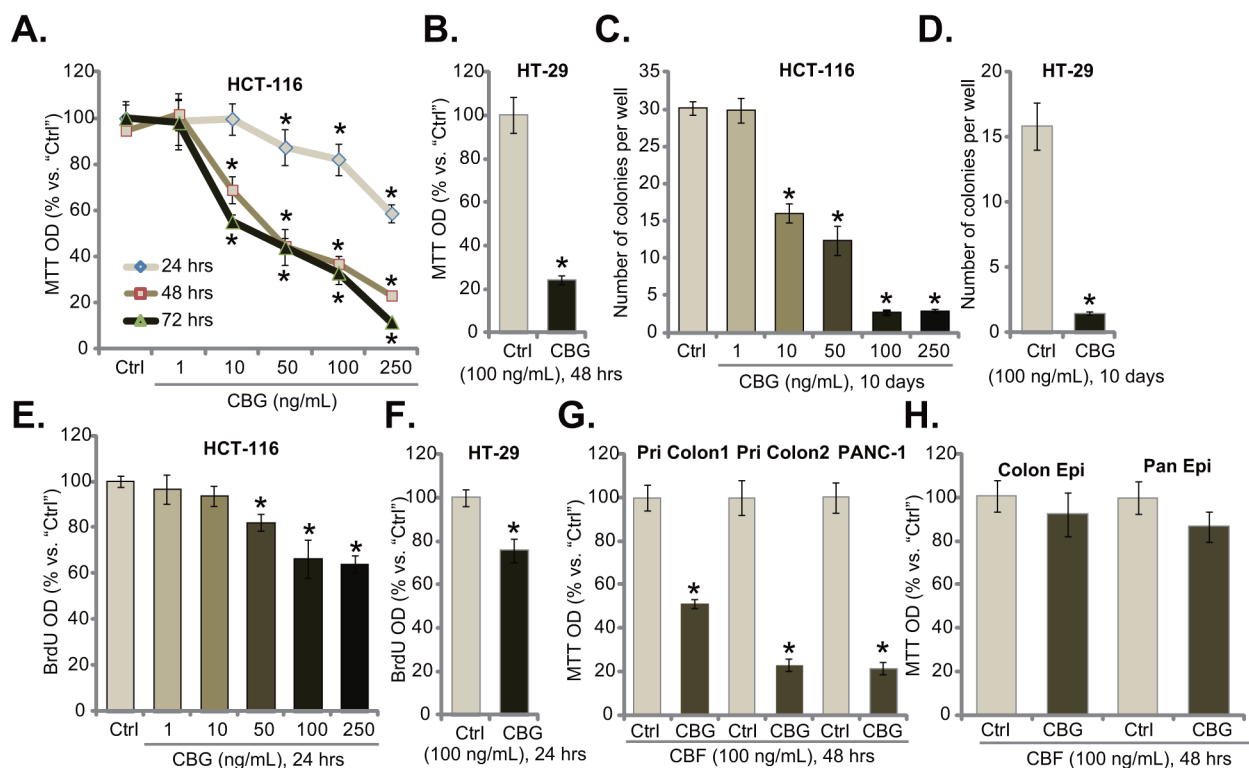 A.
HCT-116
MTT OD (% vs. “Ctrl”)
120
100
80
60
40
20
0
* * *
* * * *
* * * *
24 hrs
48 hrs
72 hrs
Ctrl 1 10 50 100 250
CBG (ng/mL)
B.
HT-29
MTT OD (% vs. “Ctrl”)
120
100
80
60
40
20
0
*
Ctrl CBG
(100 ng/mL), 48 hrs
C.
HCT-116
Number of colonies per well
35
30
25
20
15
10
5
0
* * * *
Ctrl 1 10 50 100 250
CBG (ng/mL), 10 days
D.
HT-29
Number of colonies per well
20
15
10
5
0
*
Ctrl CBG
(100 ng/mL), 10 days
E.
HCT-116
BrdU OD (% vs. “Ctrl”)
120
100
80
60
40
20
0
* * *
Ctrl 1 10 50 100 250
CBG (ng/mL), 24 hrs
F.
HT-29
BrdU OD (% vs. “Ctrl”)
120
100
80
60
40
20
0
*
Ctrl CBG
(100 ng/mL), 24 hrs
G.
Pri Colon1 Pri Colon2 PANC-1
MTT OD (% vs. “Ctrl”)
120
100
80
60
40
20
0
* * *
Ctrl CBG Ctrl CBG Ctrl CBG
CBF (100 ng/mL), 48 hrs
H.
Colon Epi Pan Epi
MTT OD (% vs. “Ctrl”)
120
100
80
60
40
20
0
Ctrl CBG Ctrl CBG
CBF (100 ng/mL), 48 hrs